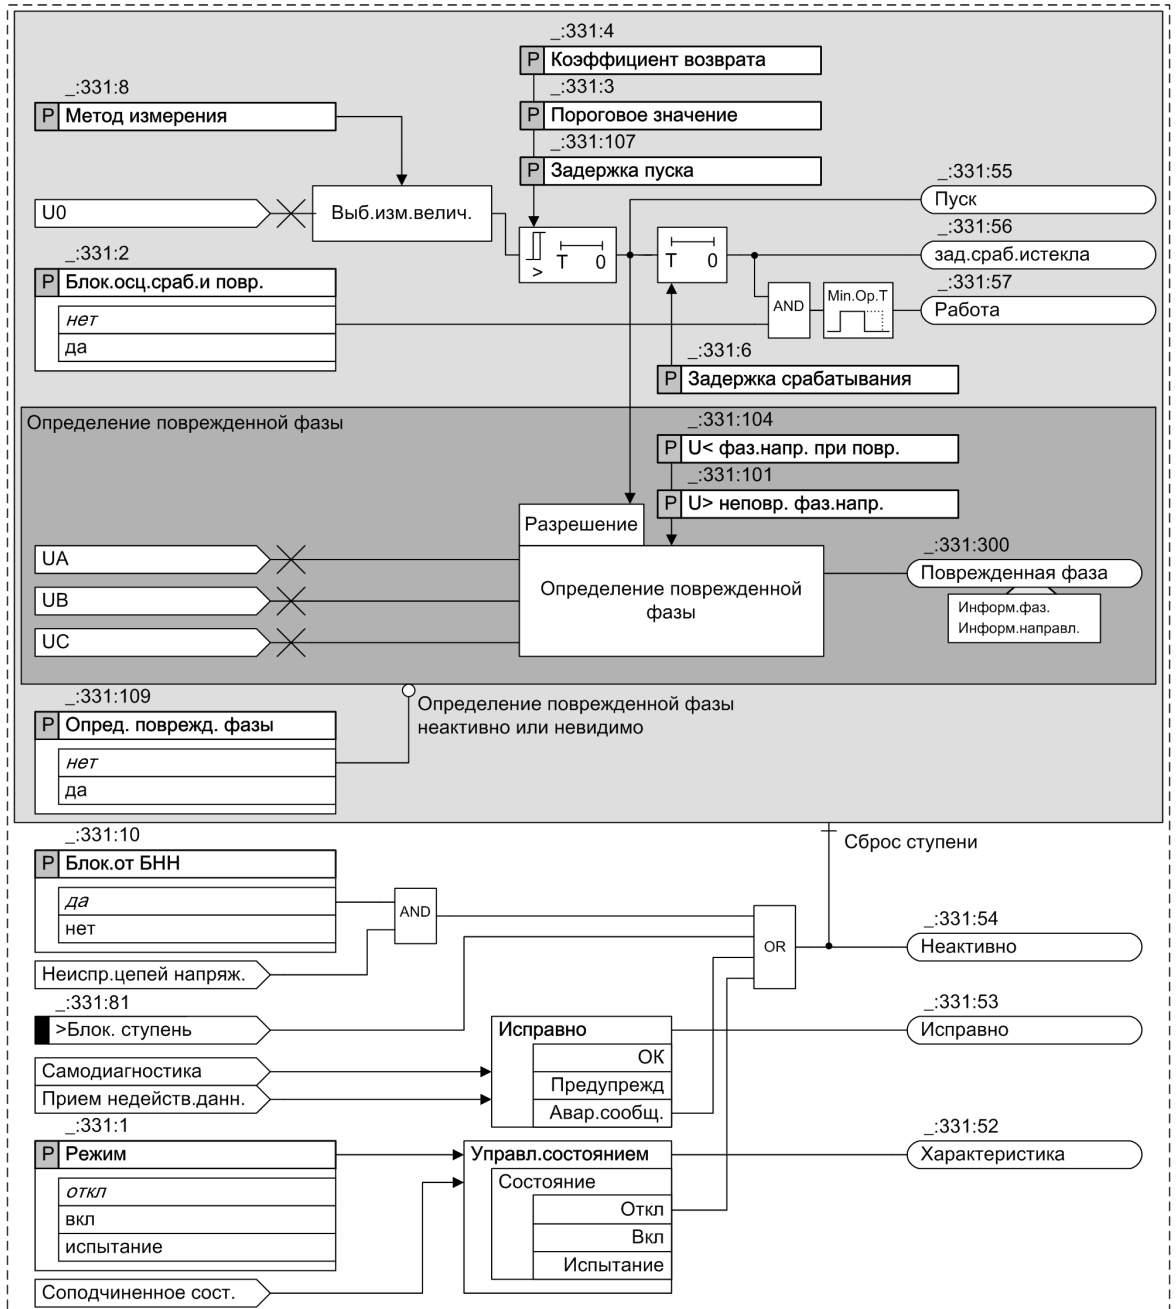 _:331:4
P Коэффициент возврата
_:331:8
P Метод измерения
_:331:3
P Пороговое значение
_:331:107
P Задержка пуска
U0
Выб.изм.велич.
> T 0
T 0
_:331:55
Пуск
_:331:56
зад.сраб.истекла
_:331:57
Работа
_:331:2
P Блок.осц.сраб.и повр.
нет
да
AND
Min.Op.T
_:331:6
P Задержка срабатывания
Определение поврежденной фазы
_:331:104
P U< фаз.напр. при повр.
_:331:101
P U> неповр. фаз.напр.
Разрешение
UA
UB
UC
Определение поврежденной
фазы
_:331:300
Поврежденная фаза
Информ.фаз.
Информ.направл.
_:331:109
P Опред. поврежд. фазы
нет
да
Определение поврежденной фазы
неактивно или невидимо
Сброс ступени
_:331:10
P Блок.от БНН
да
нет
AND
Неиспр.цепей напряж.
OR
_:331:54
Неактивно
_:331:81
>Блок. ступень
Исправно
ОК
Предупрежд
Авар.сообщ.
_:331:53
Исправно
Самодиагностика
Прием недейств.данн.
_:331:1
P Режим
откл
вкл
испытание
Управл.состоянием
Состояние
Откл
Вкл
Испытание
_:331:52
Характеристика
Соподчиненное сост.